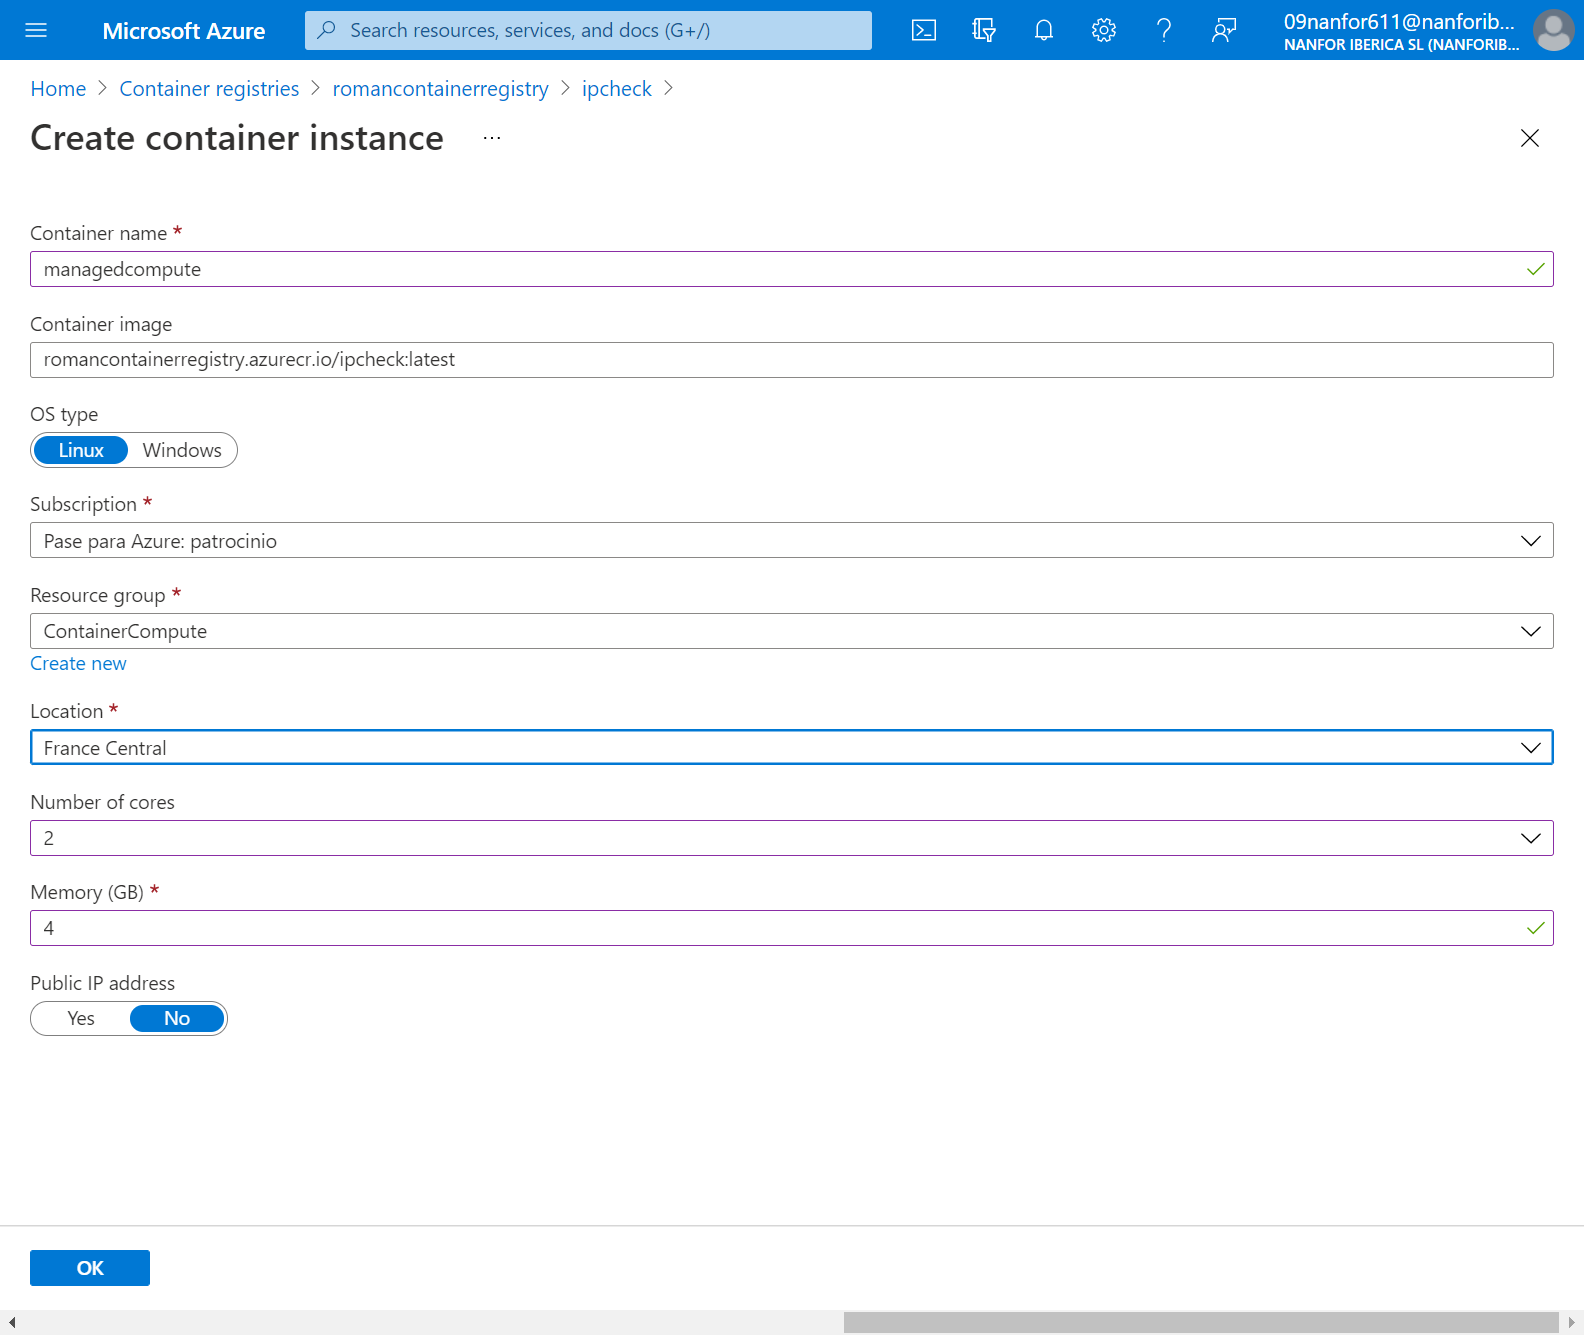 Microsoft Azure
Search resources, services, and docs (G+/)
09nanfor611@nanforib...
NANFOR IBERICA SL (NANFORIB...
Home > Container registries > romancontainerregistry > ipcheck >
Create container instance ...
Container name *
managedcompute
Container image
romancontainerregistry.azurecr.io/ipcheck:latest
OS type
Linux Windows
Subscription *
Pase para Azure: patrocinio
Resource group *
ContainerCompute
Create new
Location *
France Central
Number of cores
2
Memory (GB) *
4
Public IP address
Yes No
OK